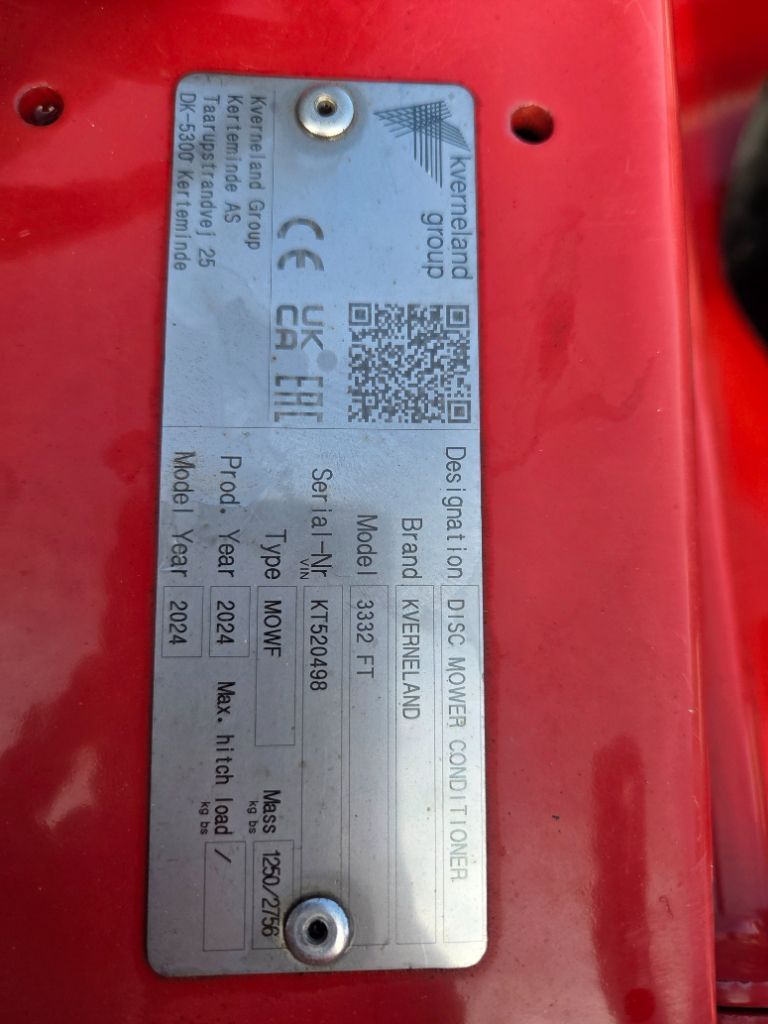 kverneland
group
CE
UK
CA
EAC
Kverneland Group
Kerteminde AS
Taarupstrandvej 25
DK-5300 Kerteminde
Designation DISC MOWER CONDITIONER
Brand KVERNELAND
Model 3332 FT
Serial-Nr KT520498
VIN
Type MOWF Mass 1250/2756
kg bs
Prod. Year 2024 Max. hitch load /
kg bs
Model Year 2024